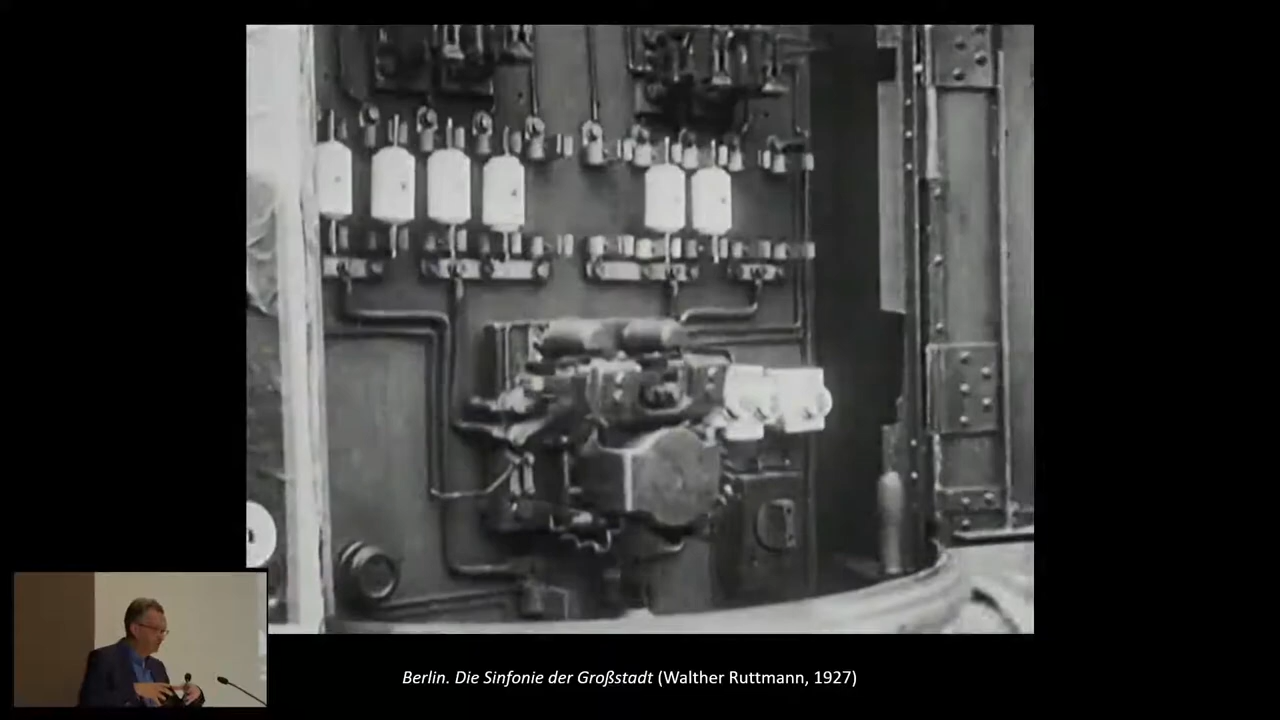 Berlin. Die Sinfonie der Großstadt (Walther Ruttmann, 1927)